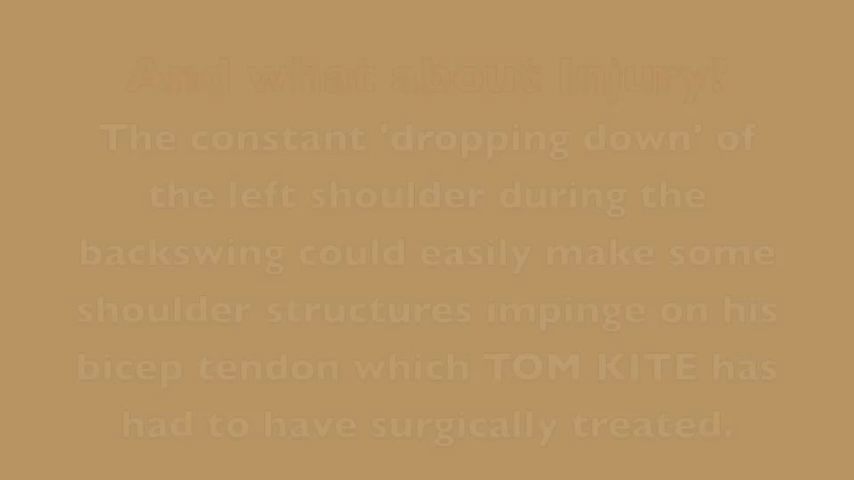 And what about Injury?
The constant 'dropping down' of
the left shoulder during the
backswing could easily make some
shoulder structures impinge on his
bicep tendon which TOM KITE has
had to have surgically treated.